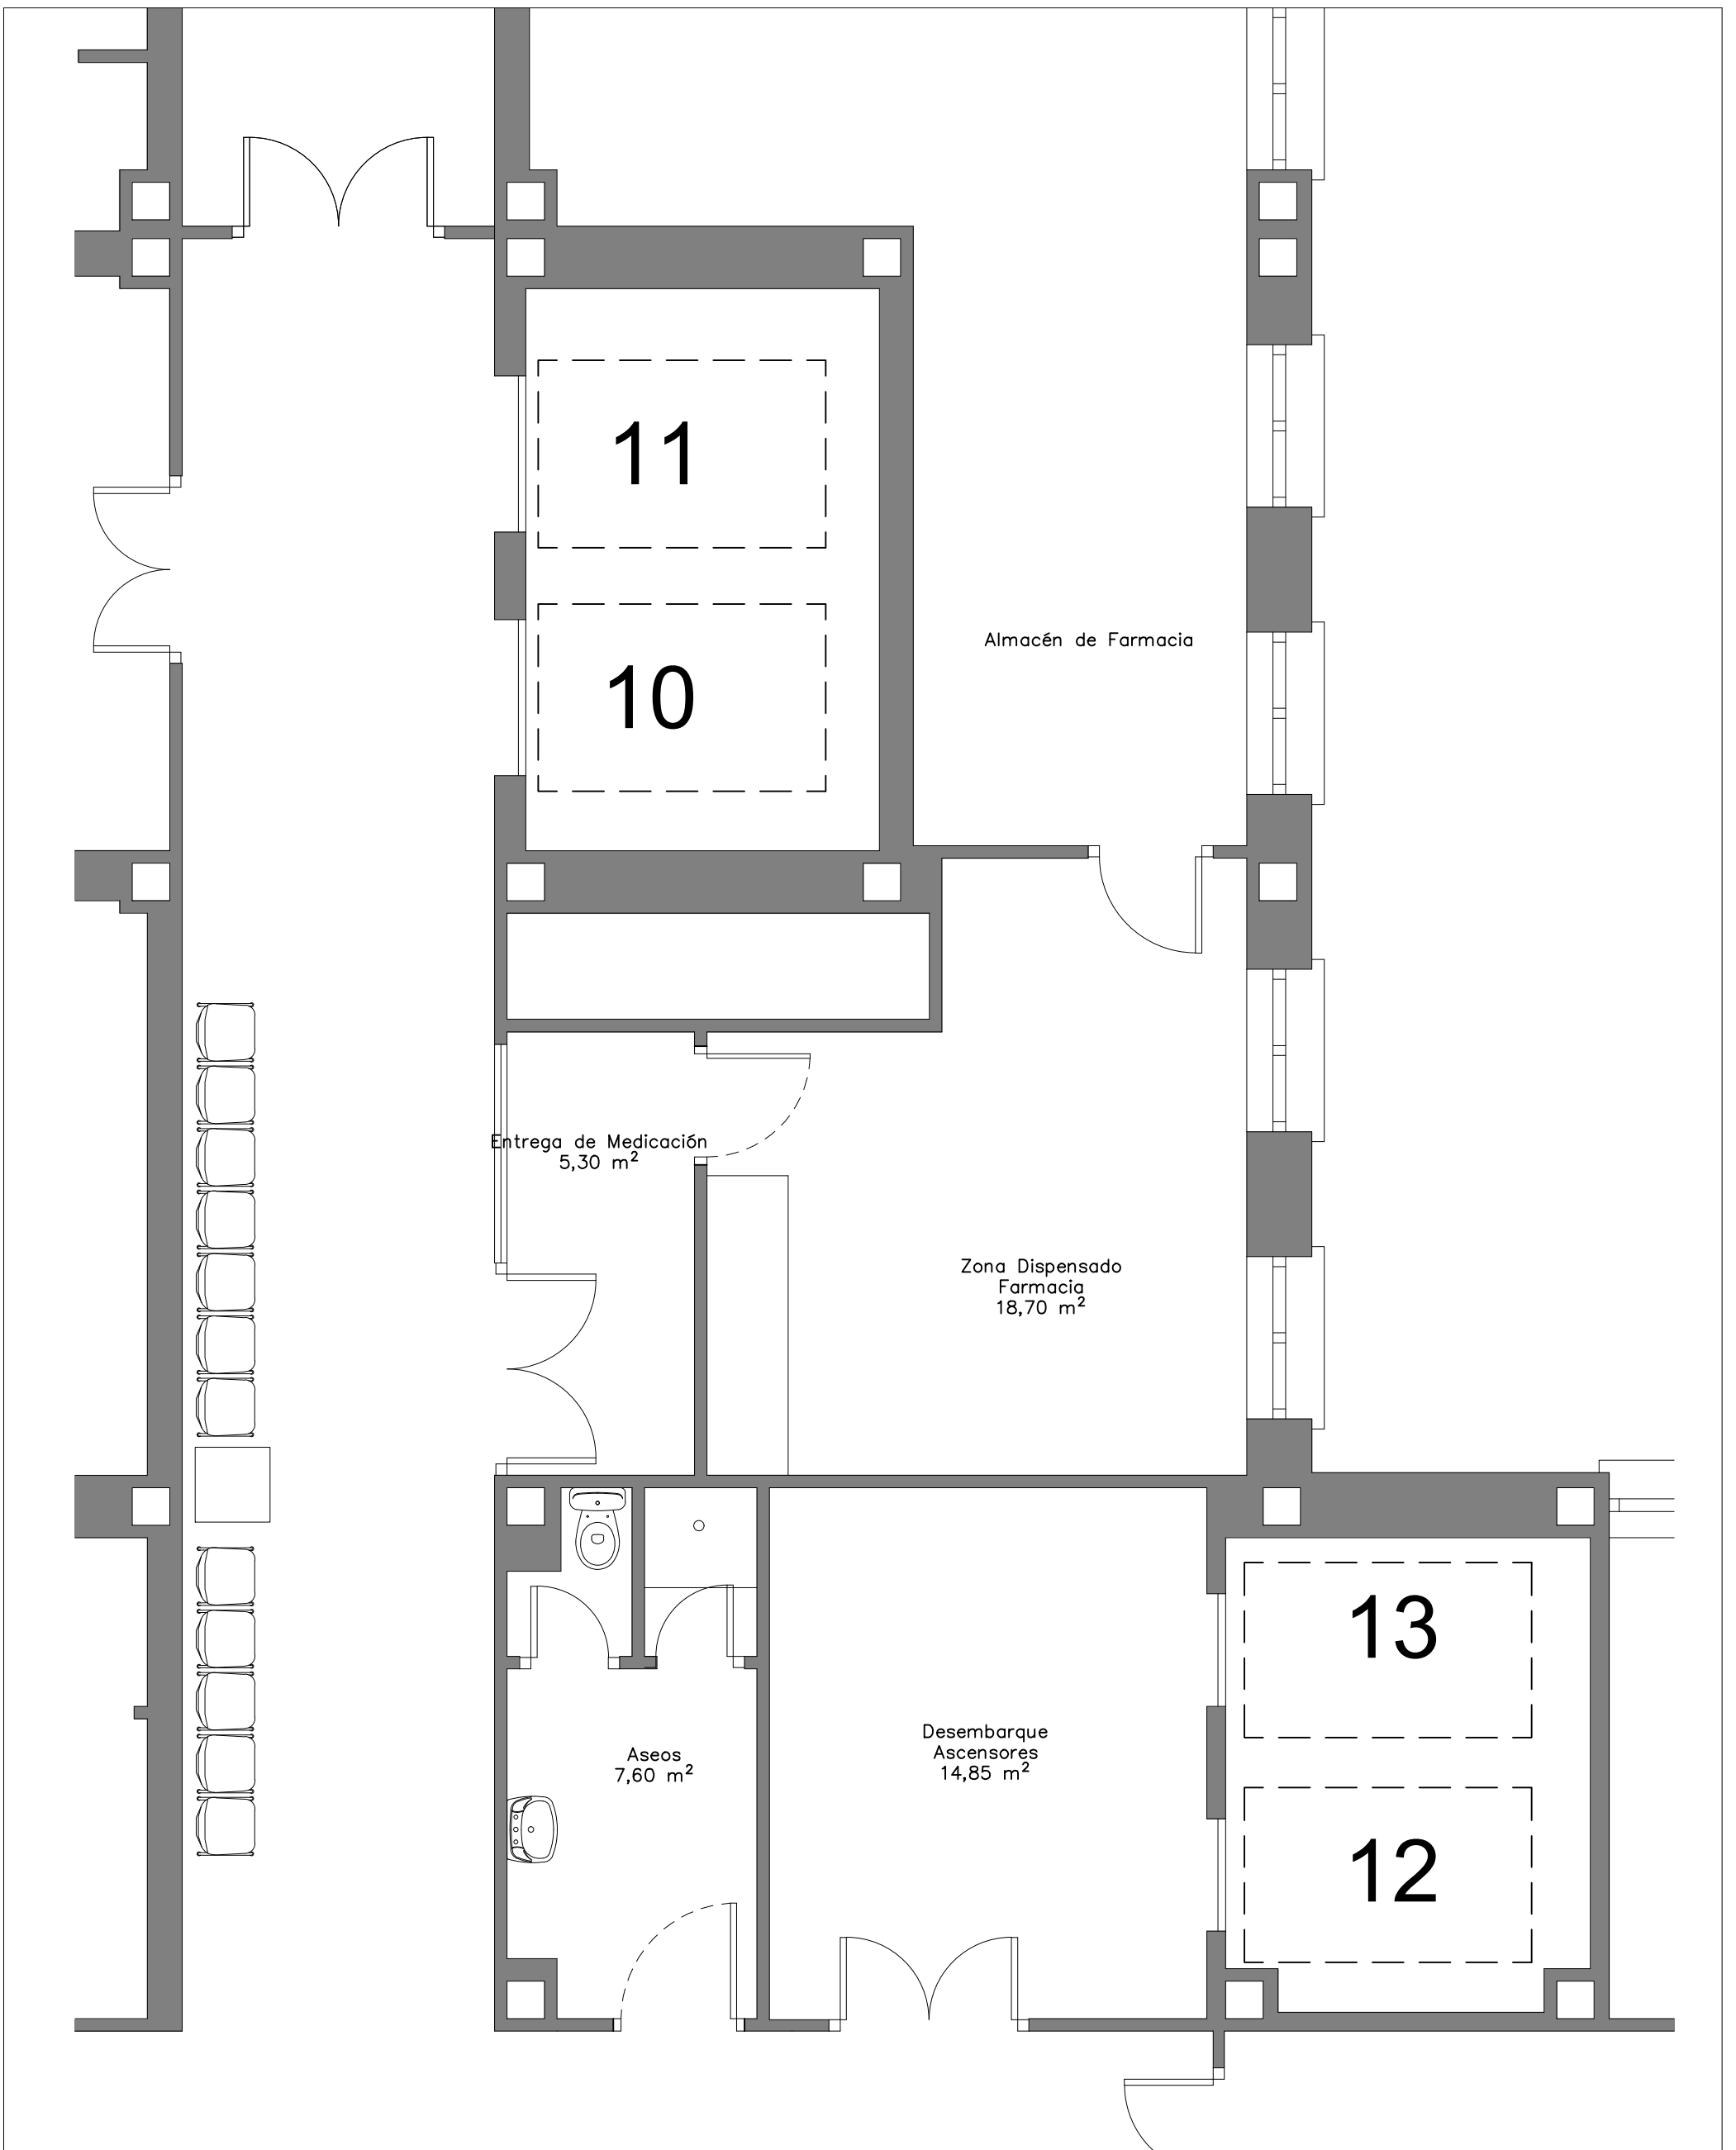 11
10
Almacén de Farmacia
Entrega de Medicación
5,30 m²
Zona Dispensado
Farmacia
18,70 m²
13
Desembarque
Ascensores
14,85 m²
Aseos
7,60 m²
12